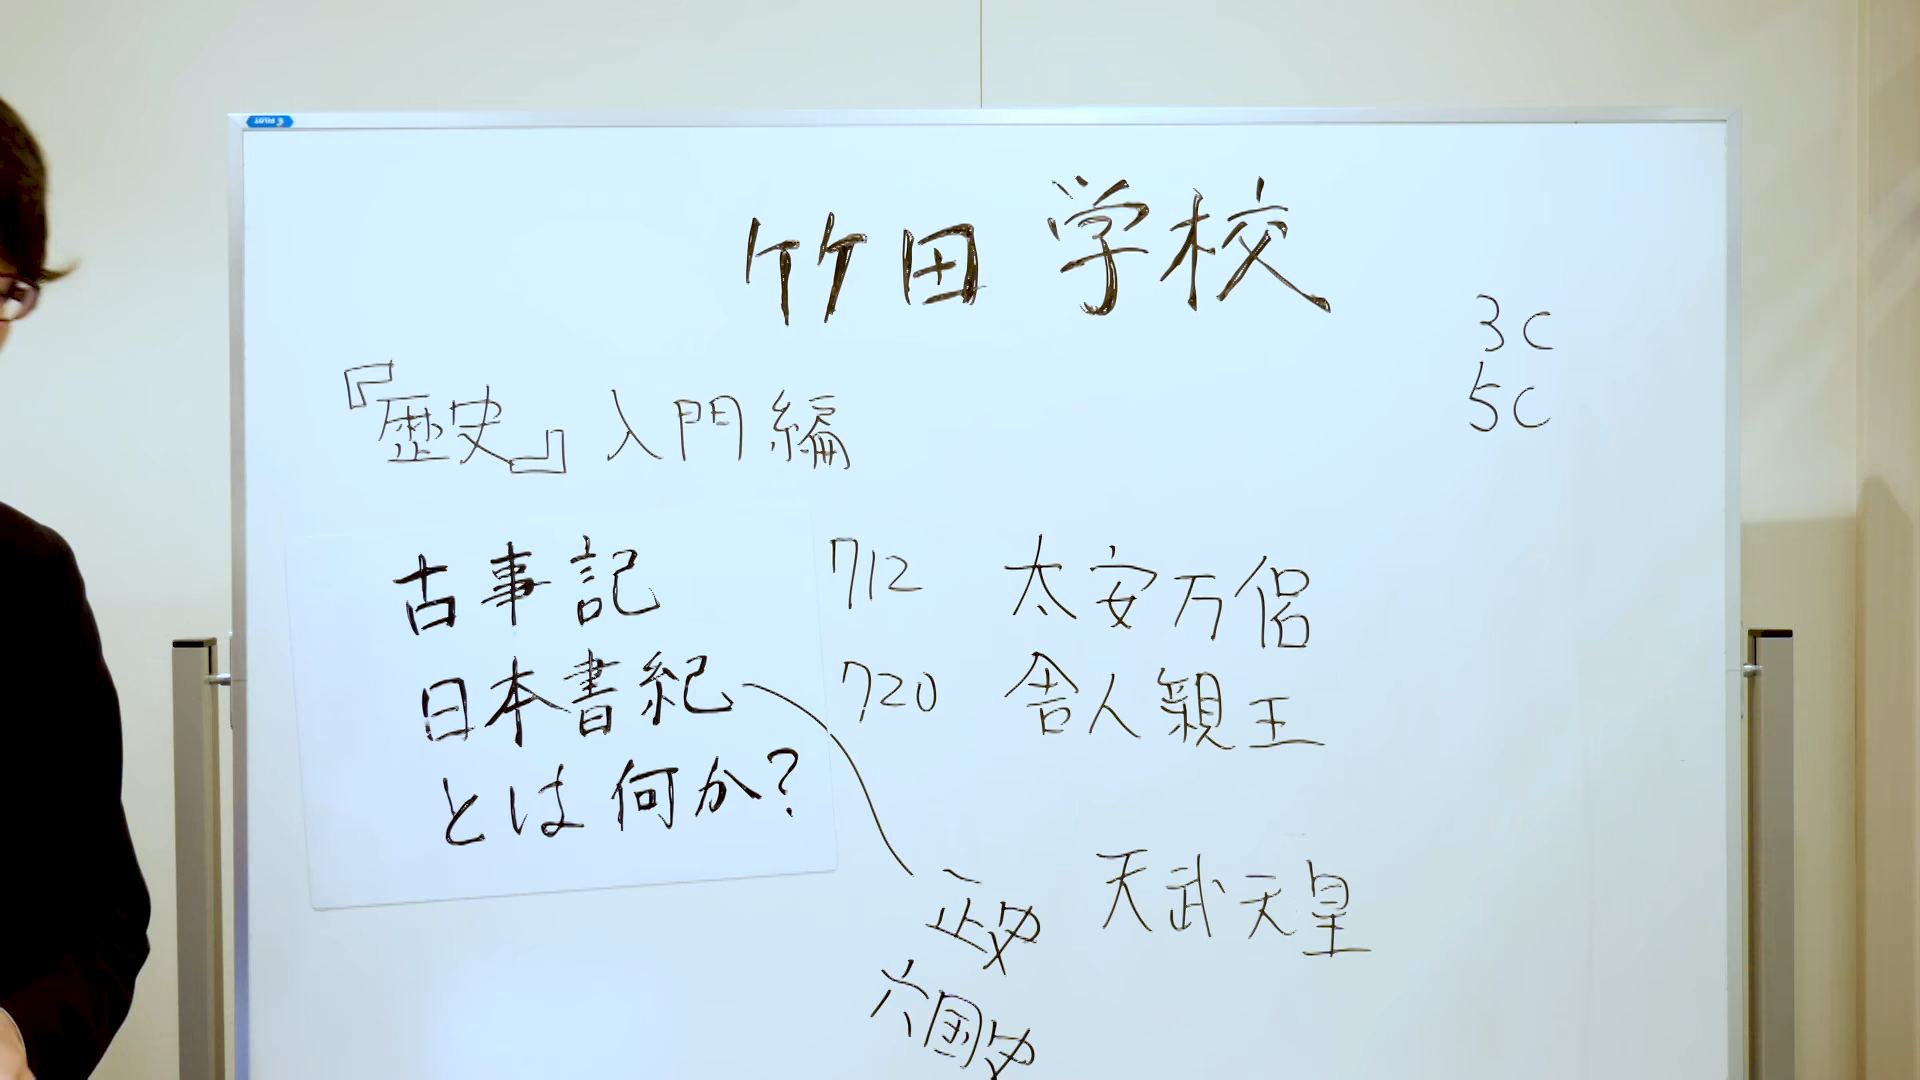 PILOT
竹田学校
3C
5C
『歴史』入門編
古事記 712 太安万侶
日本書紀 720 舎人親王
とは何か?
正史 天武天皇
六国史